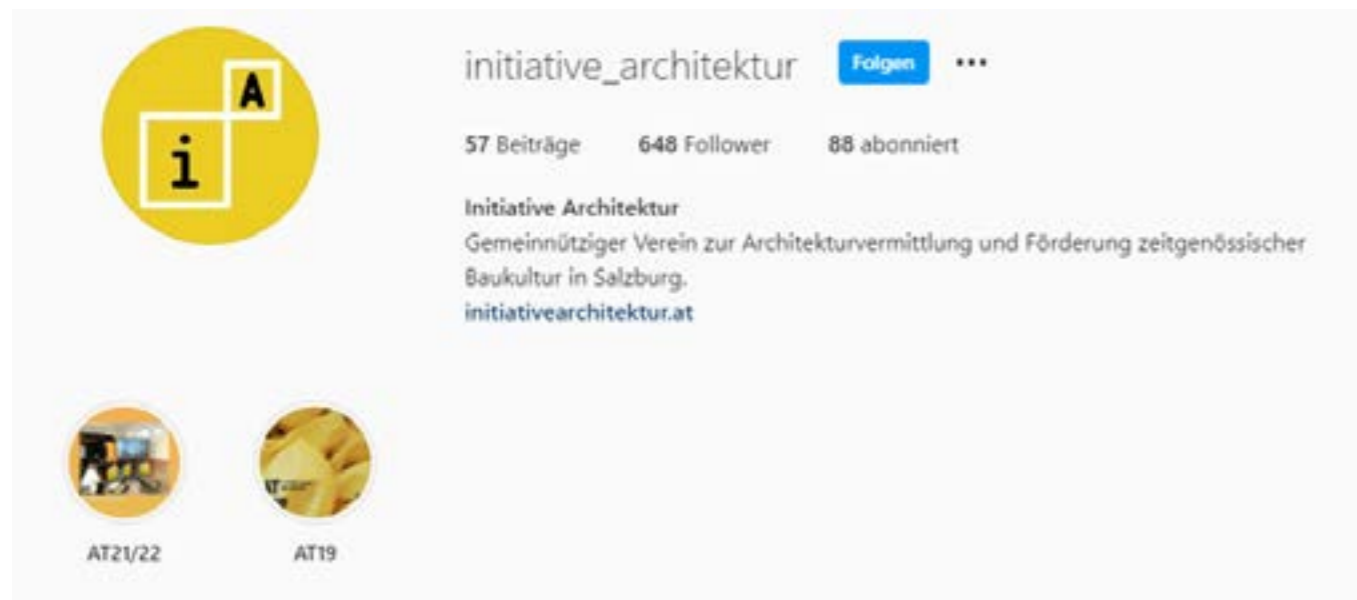 A
i
initiative_architektur Folgen
57 Beiträge 648 Follower 88 abonniert
Initiative Architektur
Gemeinnütziger Verein zur Architekturvermittlung und Förderung zeitgenössischer
Baukultur in Salzburg.
initiativearchitektur.at
AT
AT21/22 AT19